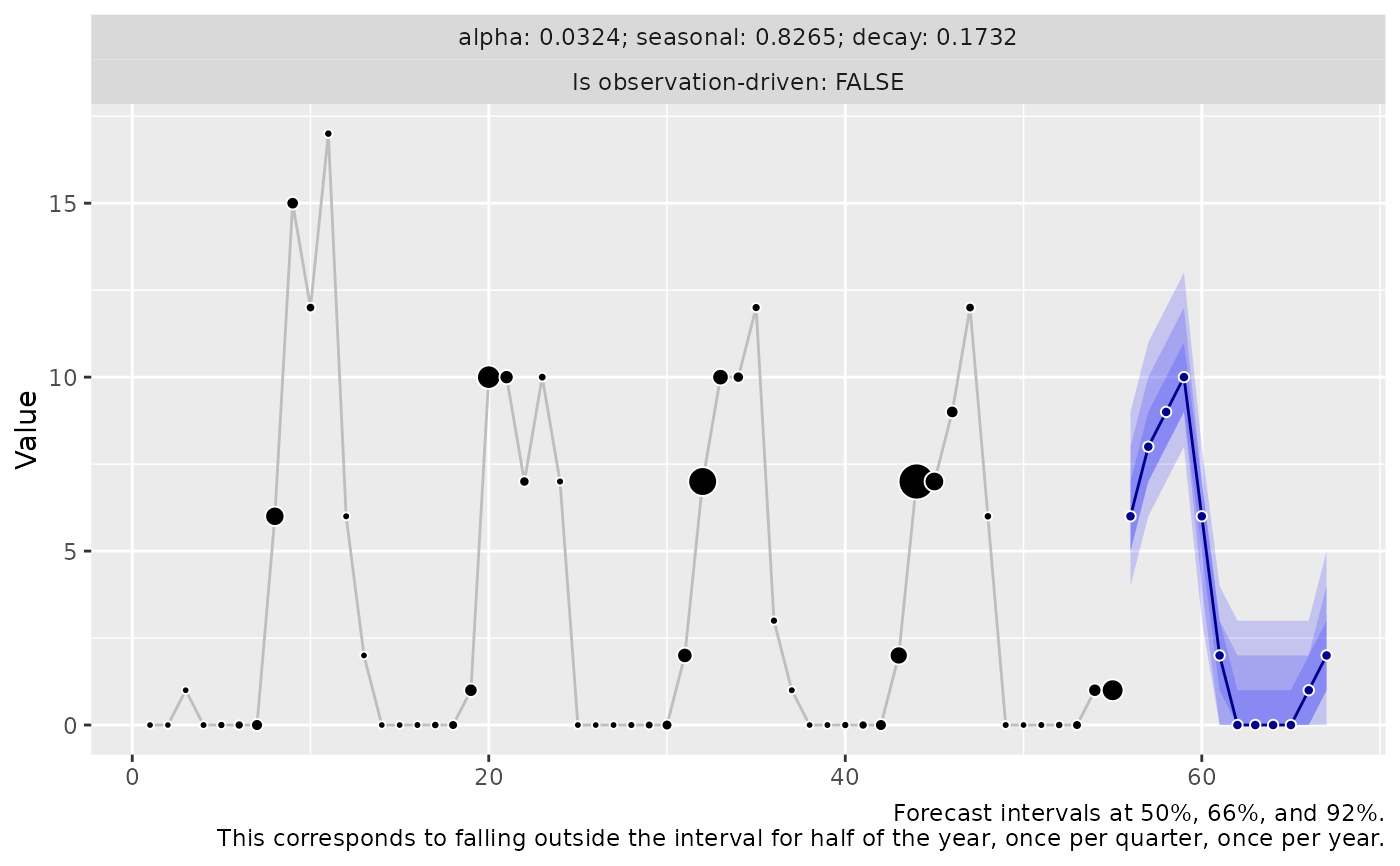 alpha: 0.0324; seasonal: 0.8265; decay: 0.1732
Is observation-driven: FALSE
Value
15
10
5
0
0 20 40 60
Forecast intervals at 50%, 66%, and 92%.
This corresponds to falling outside the interval for half of the year, once per quarter, once per year.